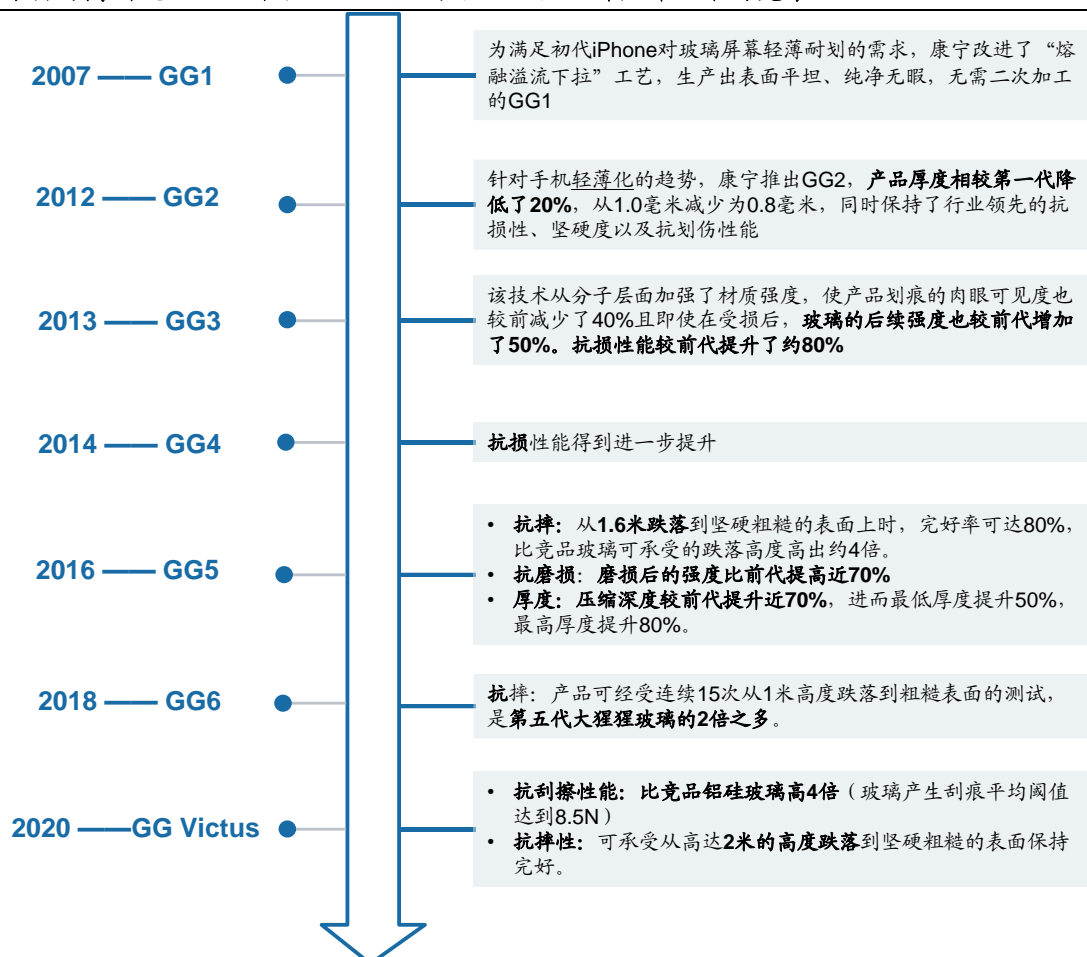 2007 —— GG1
为满足初代iPhone对玻璃屏幕轻薄耐划的需求，康宁改进了“熔
融溢流下拉”工艺，生产出表面平坦、纯净无暇，无需二次加工
的GG1
2012 —— GG2
针对手机轻薄化的趋势，康宁推出GG2，产品厚度相较第一代降
低了20%，从1.0毫米减少为0.8毫米，同时保持了行业领先的抗
损性、坚硬度以及抗划伤性能
2013 —— GG3
该技术从分子层面加强了材质强度，使产品划痕的肉眼可见度也
较前减少了40%且即使在受损后，玻璃的后续强度也较前代增加
了50%。抗损性能较前代提升了约80%
2014 —— GG4
抗损性能得到进一步提升
2016 —— GG5
• 抗摔：从1.6米跌落到坚硬粗糙的表面上时，完好率可达80%，
比竞品玻璃可承受的跌落高度高出约4倍。
• 抗磨损：磨损后的强度比前代提高近70%
• 厚度：压缩深度较前代提升近70%，进而最低厚度提升50%，
最高厚度提升80%。
2018 —— GG6
抗摔：产品可经受连续15次从1米高度跌落到粗糙表面的测试，
是第五代大猩猩玻璃的2倍之多。
2020 ——GG Victus
• 抗刮擦性能：比竞品铝硅玻璃高4倍（玻璃产生刮痕平均阈值
达到8.5N）
• 抗摔性：可承受从高达2米的高度跌落到坚硬粗糙的表面保持
完好。